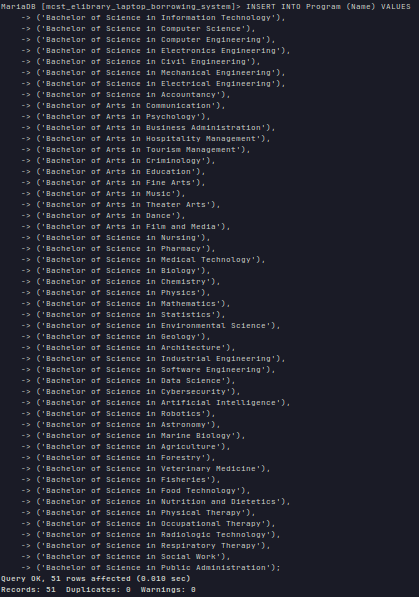 MariaDB [mcst_elibrary_laptop_borrowing_system]> INSERT INTO Program (Name) VALUES
-> ('Bachelor of Science in Information Technology'),
-> ('Bachelor of Science in Computer Science'),
-> ('Bachelor of Science in Computer Engineering'),
-> ('Bachelor of Science in Electronics Engineering'),
-> ('Bachelor of Science in Civil Engineering'),
-> ('Bachelor of Science in Mechanical Engineering'),
-> ('Bachelor of Science in Electrical Engineering'),
-> ('Bachelor of Science in Accountancy'),
-> ('Bachelor of Arts in Communication'),
-> ('Bachelor of Arts in Psychology'),
-> ('Bachelor of Arts in Business Administration'),
-> ('Bachelor of Arts in Hospitality Management'),
-> ('Bachelor of Arts in Tourism Management'),
-> ('Bachelor of Arts in Criminology'),
-> ('Bachelor of Arts in Education'),
-> ('Bachelor of Arts in Fine Arts'),
-> ('Bachelor of Arts in Music'),
-> ('Bachelor of Arts in Theater Arts'),
-> ('Bachelor of Arts in Dance'),
-> ('Bachelor of Arts in Film and Media'),
-> ('Bachelor of Science in Nursing'),
-> ('Bachelor of Science in Pharmacy'),
-> ('Bachelor of Science in Medical Technology'),
-> ('Bachelor of Science in Biology'),
-> ('Bachelor of Science in Chemistry'),
-> ('Bachelor of Science in Physics'),
-> ('Bachelor of Science in Mathematics'),
-> ('Bachelor of Science in Statistics'),
-> ('Bachelor of Science in Environmental Science'),
-> ('Bachelor of Science in Geology'),
-> ('Bachelor of Science in Architecture'),
-> ('Bachelor of Science in Industrial Engineering'),
-> ('Bachelor of Science in Software Engineering'),
-> ('Bachelor of Science in Data Science'),
-> ('Bachelor of Science in Cybersecurity'),
-> ('Bachelor of Science in Artificial Intelligence'),
-> ('Bachelor of Science in Robotics'),
-> ('Bachelor of Science in Astronomy'),
-> ('Bachelor of Science in Marine Biology'),
-> ('Bachelor of Science in Agriculture'),
-> ('Bachelor of Science in Forestry'),
-> ('Bachelor of Science in Veterinary Medicine'),
-> ('Bachelor of Science in Fisheries'),
-> ('Bachelor of Science in Food Technology'),
-> ('Bachelor of Science in Nutrition and Dietetics'),
-> ('Bachelor of Science in Physical Therapy'),
-> ('Bachelor of Science in Occupational Therapy'),
-> ('Bachelor of Science in Radiologic Technology'),
-> ('Bachelor of Science in Respiratory Therapy'),
-> ('Bachelor of Science in Social Work'),
-> ('Bachelor of Science in Public Administration');
Query OK, 51 rows affected (0.010 sec)
Records: 51  Duplicates: 0  Warnings: 0